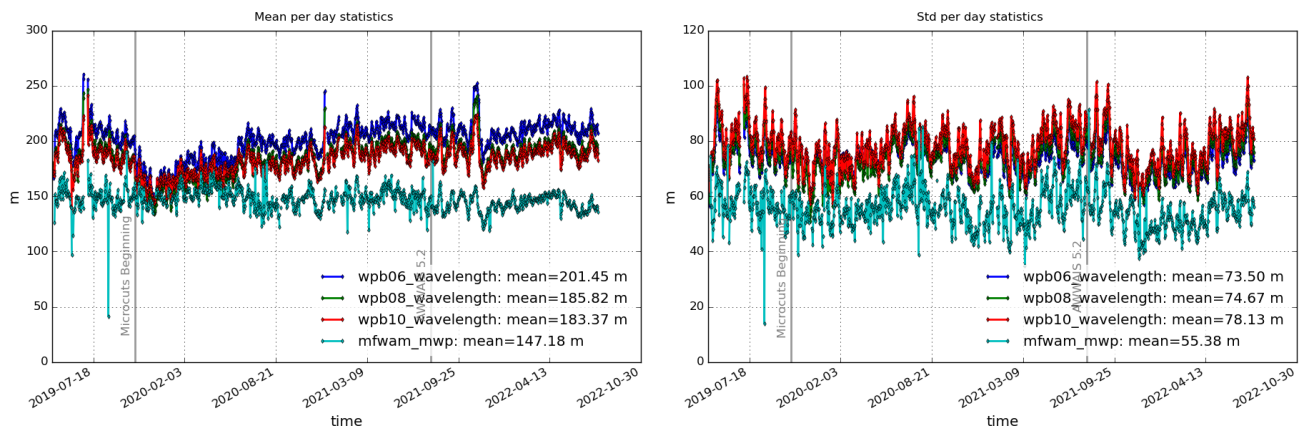 Mean per day statistics
300
250
200
150
100
50
0
m
Microcuts Beginning
AWWAIS 5.2
wpb06_wavelength: mean=201.45 m
wpb08_wavelength: mean=185.82 m
wpb10_wavelength: mean=183.37 m
mfwam_mwp: mean=147.18 m
2019-07-18
2020-02-03
2020-08-21
2021-03-09
2021-09-25
2022-04-13
2022-10-30
time
Std per day statistics
120
100
80
60
40
20
0
m
Microcuts Beginning
AWWAIS 5.2
wpb06_wavelength: mean=73.50 m
wpb08_wavelength: mean=74.67 m
wpb10_wavelength: mean=78.13 m
mfwam_mwp: mean=55.38 m
2019-07-18
2020-02-03
2020-08-21
2021-03-09
2021-09-25
2022-04-13
2022-10-30
time